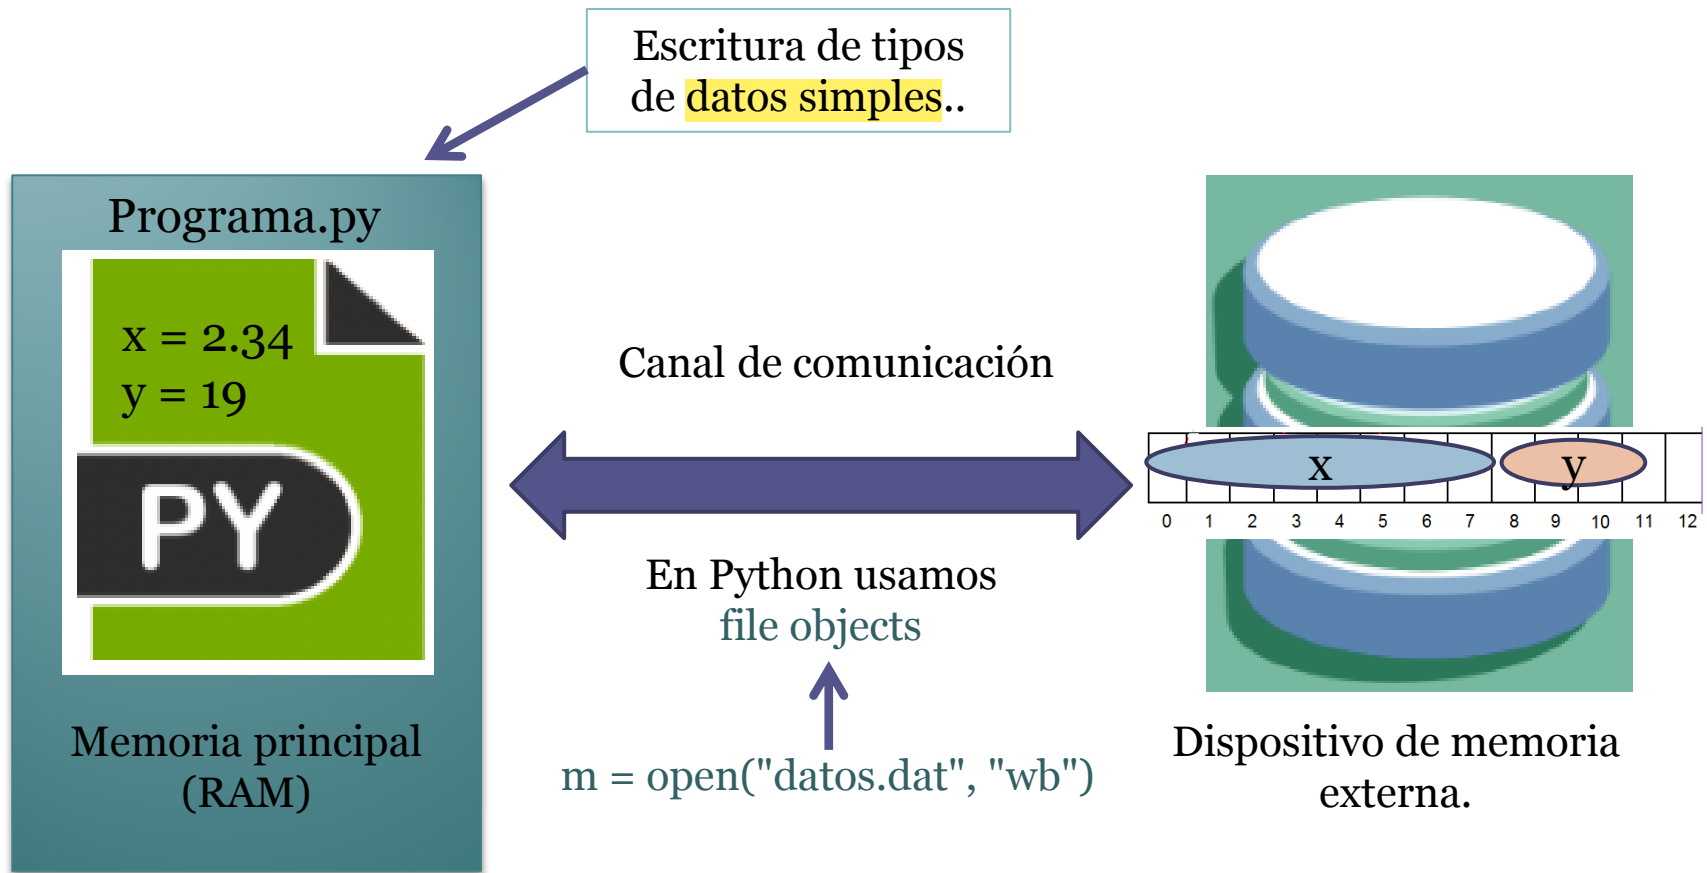 Escritura de tipos
de datos simples..
Programa.py
x = 2.34
y = 19
PY
Memoria principal
(RAM)
Canal de comunicación
En Python usamos
file objects
m = open("datos.dat", "wb")
x y
0 1 2 3 4 5 6 7 8 9 10 11 12
Dispositivo de memoria
externa.